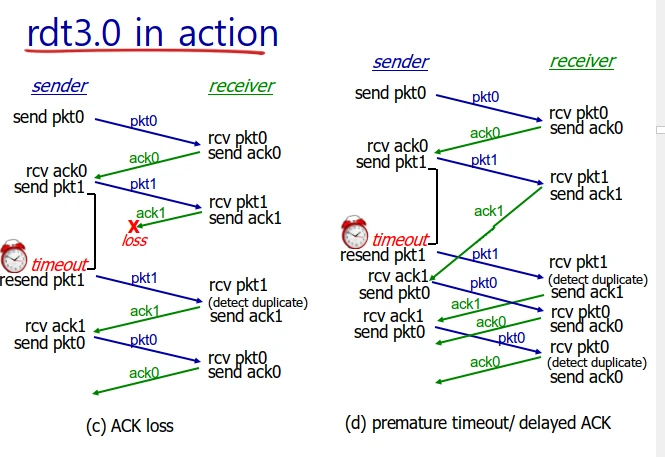 rdt3.0 in action
sender
receiver
send pkt0
pkt0
rcv pkt0
send ack0
ack0
rcv ack0
send pkt1
pkt1
rcv pkt1
send ack1
ack1
X
loss
timeout
resend pkt1
pkt1
rcv pkt1
(detect duplicate)
send ack1
ack1
rcv ack1
send pkt0
pkt0
rcv pkt0
send ack0
ack0
(c) ACK loss
sender
receiver
send pkt0
pkt0
rcv pkt0
send ack0
ack0
rcv ack0
send pkt1
pkt1
rcv pkt1
send ack1
ack1
timeout
resend pkt1
pkt1
rcv pkt1
(detect duplicate)
send ack1
rcv ack1
send pkt0
pkt0
ack1
rcv pkt0
send ack0
rcv ack1
send pkt0
ack0
pkt0
rcv pkt0
(detect duplicate)
send ack0
ack0
(d) premature timeout/ delayed ACK